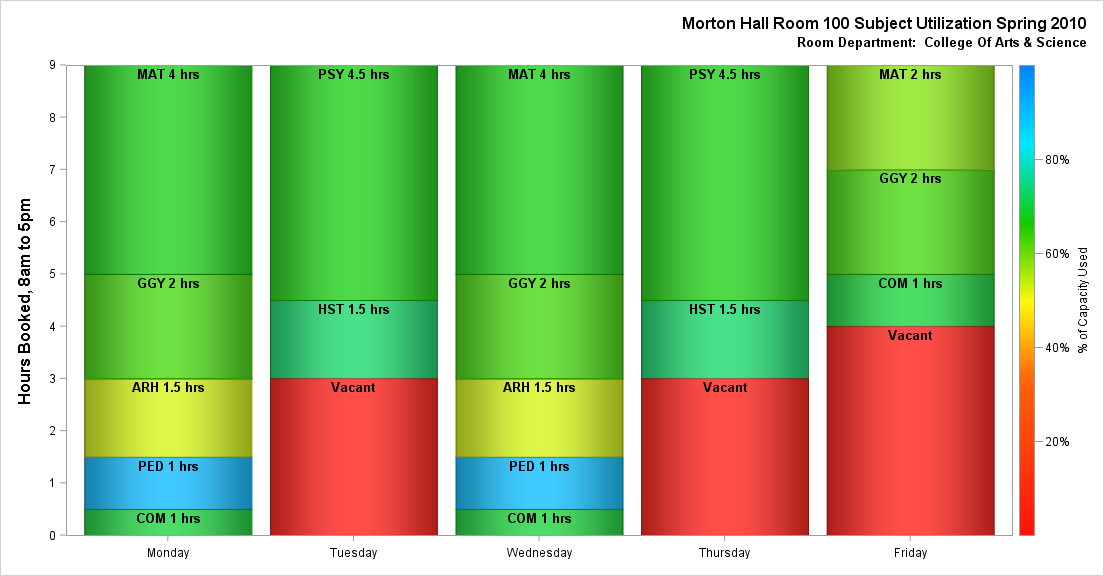 Morton Hall Room 100 Subject Utilization Spring 2010
Room Department:  College Of Arts & Science
Hours Booked, 8am to 5pm
9
8
7
6
5
4
3
2
1
0
MAT 4 hrs
GGY 2 hrs
ARH 1.5 hrs
PED 1 hrs
COM 1 hrs
PSY 4.5 hrs
HST 1.5 hrs
Vacant
MAT 4 hrs
GGY 2 hrs
ARH 1.5 hrs
PED 1 hrs
COM 1 hrs
PSY 4.5 hrs
HST 1.5 hrs
Vacant
MAT 2 hrs
GGY 2 hrs
COM 1 hrs
Vacant
Monday
Tuesday
Wednesday
Thursday
Friday
80%
60%
40%
20%
% of Capacity Used